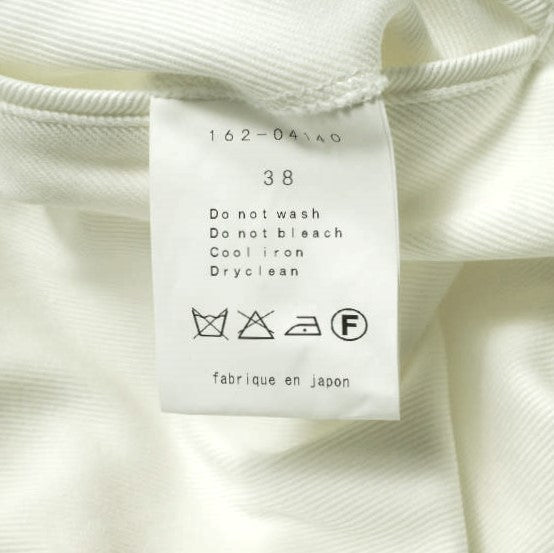 162-04140
38
Do not wash
Do not bleach
Cool iron
Dryclean
F
fabrique en japon